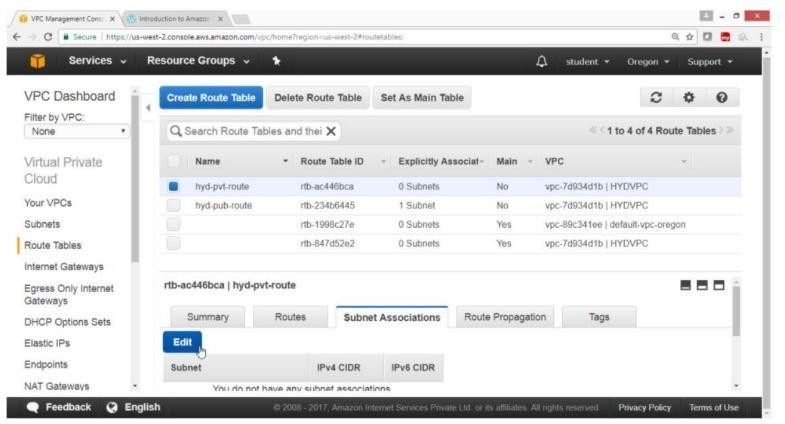 VPC Management Cons
Introduction to Amazon
Secure | https://us-west-2.console.aws.amazon.com/vpc/home?region=us-west-2#routetables:
Services Resource Groups student Oregon Support
VPC Dashboard
Filter by VPC:
None
Virtual Private
Cloud
Your VPCs
Subnets
Route Tables
Internet Gateways
Egress Only Internet
Gateways
DHCP Options Sets
Elastic IPs
Endpoints
NAT Gateways
Create Route Table Delete Route Table Set As Main Table
Search Route Tables and thei X 1 to 4 of 4 Route Tables
Name Route Table ID Explicitly Associat Main VPC
hyd-pvt-route rtb-ac446bca 0 Subnets No vpc-7d934d1b | HYDVPC
hyd-pub-route rtb-234b6445 1 Subnet No vpc-7d934d1b | HYDVPC
rtb-1998c27e 0 Subnets Yes vpc-89c341ee | default-vpc-oregon
rtb-847d52e2 0 Subnets Yes vpc-7d934d1b | HYDVPC
rtb-ac446bca | hyd-pvt-route
Summary Routes Subnet Associations Route Propagation Tags
Edit
Subnet IPv4 CIDR IPv6 CIDR
You do not have any subnet associations
Feedback English © 2008 - 2017, Amazon Internet Services Private Ltd. or its affiliates. All rights reserved. Privacy Policy Terms of Use